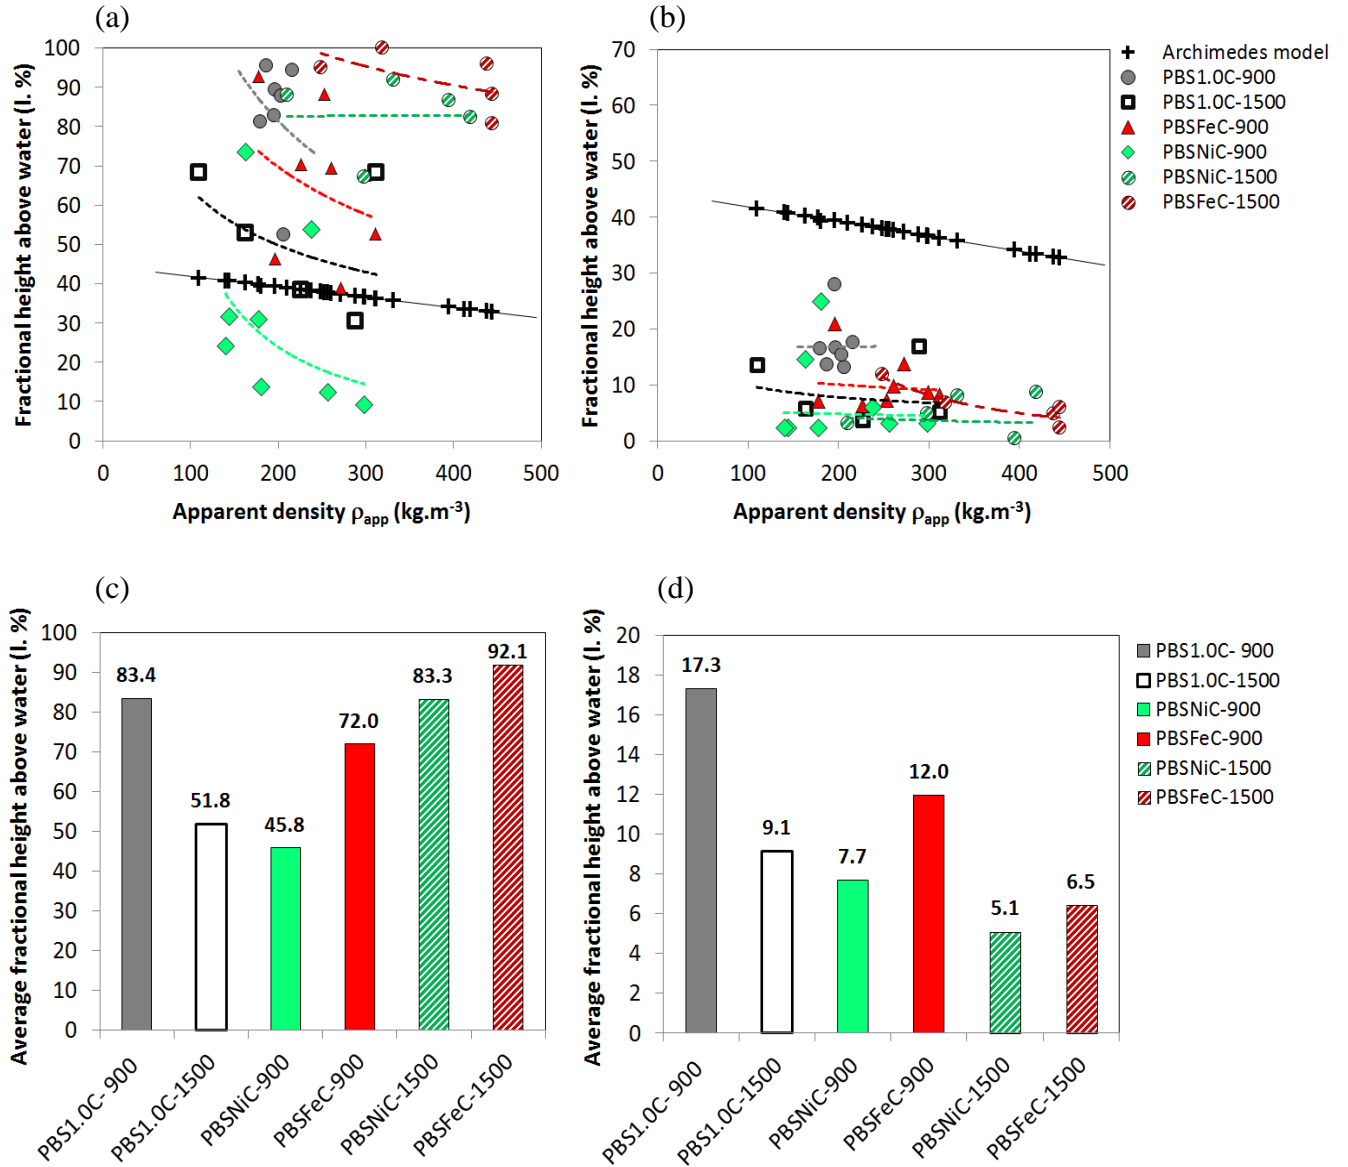 (a)
Fractional height above water (l. %)
100
90
80
70
60
50
40
30
20
10
0
0 100 200 300 400 500
Apparent density ρapp (kg.m-3)
(b)
Fractional height above water (l. %)
70
60
50
40
30
20
10
0
0 100 200 300 400 500
Apparent density ρapp (kg.m-3)
Archimedes model
PBS1.0C-900
PBS1.0C-1500
PBSFeC-900
PBSNiC-900
PBSNiC-1500
PBSFeC-1500
(c)
Average fractional height above water (l. %)
100
90
80
70
60
50
40
30
20
10
0
83.4
51.8
45.8
72.0
83.3
92.1
PBS1.0C- 900
PBS1.0C-1500
PBSNiC-900
PBSFeC-900
PBSNiC-1500
PBSFeC-1500
(d)
Average fractional height above water (l. %)
20
18
16
14
12
10
8
6
4
2
0
17.3
9.1
7.7
12.0
5.1
6.5
PBS1.0C- 900
PBS1.0C-1500
PBSNiC-900
PBSFeC-900
PBSNiC-1500
PBSFeC-1500
PBS1.0C- 900
PBS1.0C-1500
PBSNiC-900
PBSFeC-900
PBSNiC-1500
PBSFeC-1500